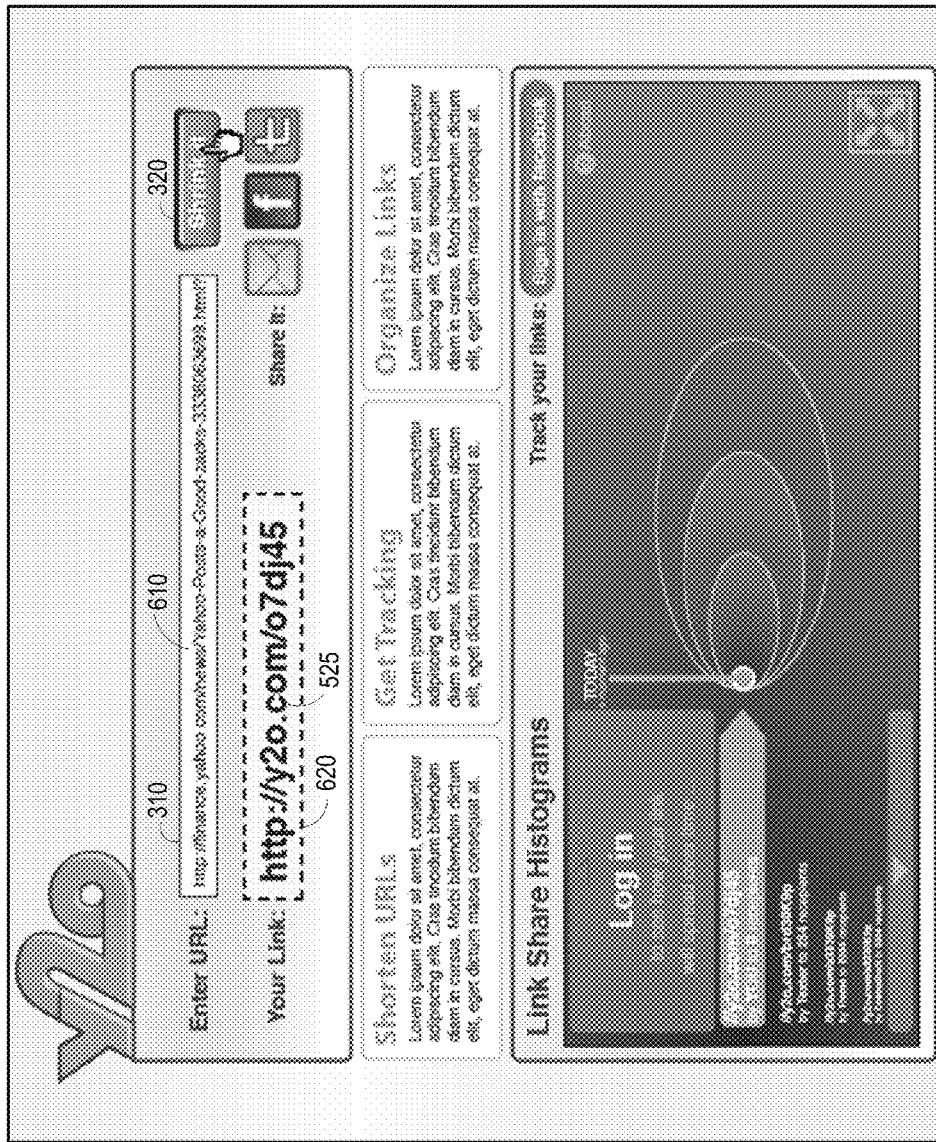 y2o
Enter URL:
http://finance.yahoo.com/news/Yahoo-Posts-a-Good-zacks-3338063699.html?
310
610
320
Your Link:
http://y2o.com/o7dj45
620
525
Share It:
f
t
Shorten URLs
Lorem ipsum dolor sit amet, consectetur
adipiscing elit. Cras tincidunt bibendum
diam in cursus. Morbi bibendum dictum
elit, eget dictum massa consequat at.
Get Tracking
Lorem ipsum dolor sit amet, consectetur
adipiscing elit. Cras tincidunt bibendum
diam in cursus. Morbi bibendum dictum
elit, eget dictum massa consequat at.
Organize Links
Lorem ipsum dolor sit amet, consectetur
adipiscing elit. Cras tincidunt bibendum
diam in cursus. Morbi bibendum dictum
elit, eget dictum massa consequat at.
Link Share Histograms
Track your links:
with Facebook
Log in
TODAY